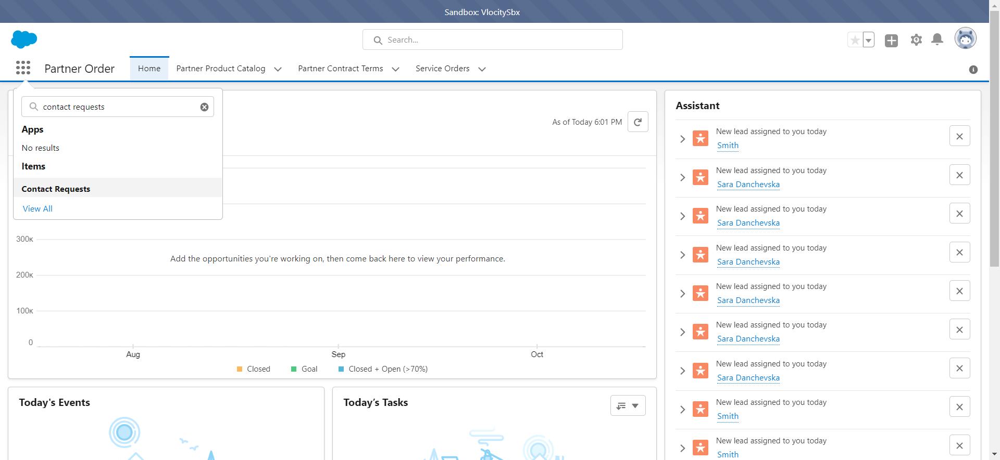 Sandbox: VlocitySbx
Search...
Partner Order
Home
Partner Product Catalog
Partner Contract Terms
Service Orders
contact requests
Apps
No results
Items
Contact Requests
View All
As of Today 6:01 PM
300K
200K
100K
0
Add the opportunities you're working on, then come back here to view your performance.
Aug
Sep
Oct
Closed
Goal
Closed + Open (>70%)
Today's Events
Today’s Tasks
Assistant
New lead assigned to you today
Smith
New lead assigned to you today
Sara Danchevska
New lead assigned to you today
Sara Danchevska
New lead assigned to you today
Sara Danchevska
New lead assigned to you today
Sara Danchevska
New lead assigned to you today
Sara Danchevska
New lead assigned to you today
Sara Danchevska
New lead assigned to you today
Smith
New lead assigned to you today
Smith